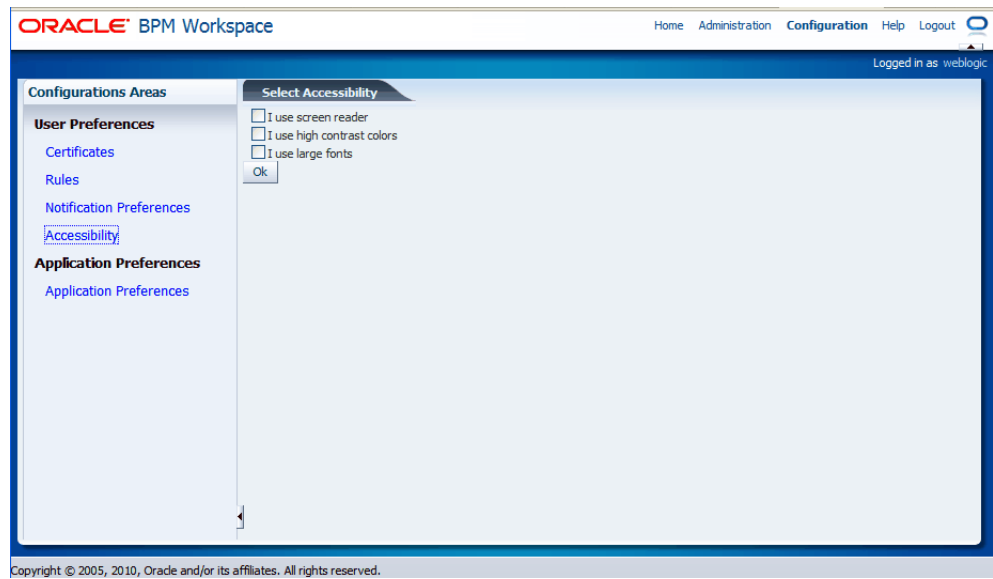 ORACLE BPM Workspace
Home Administration Configuration Help Logout
Logged in as weblogic
Configurations Areas
User Preferences
Certificates
Rules
Notification Preferences
Accessibility
Application Preferences
Application Preferences
Select Accessibility
I use screen reader
I use high contrast colors
I use large fonts
Ok
Copyright © 2005, 2010, Oracle and/or its affiliates. All rights reserved.